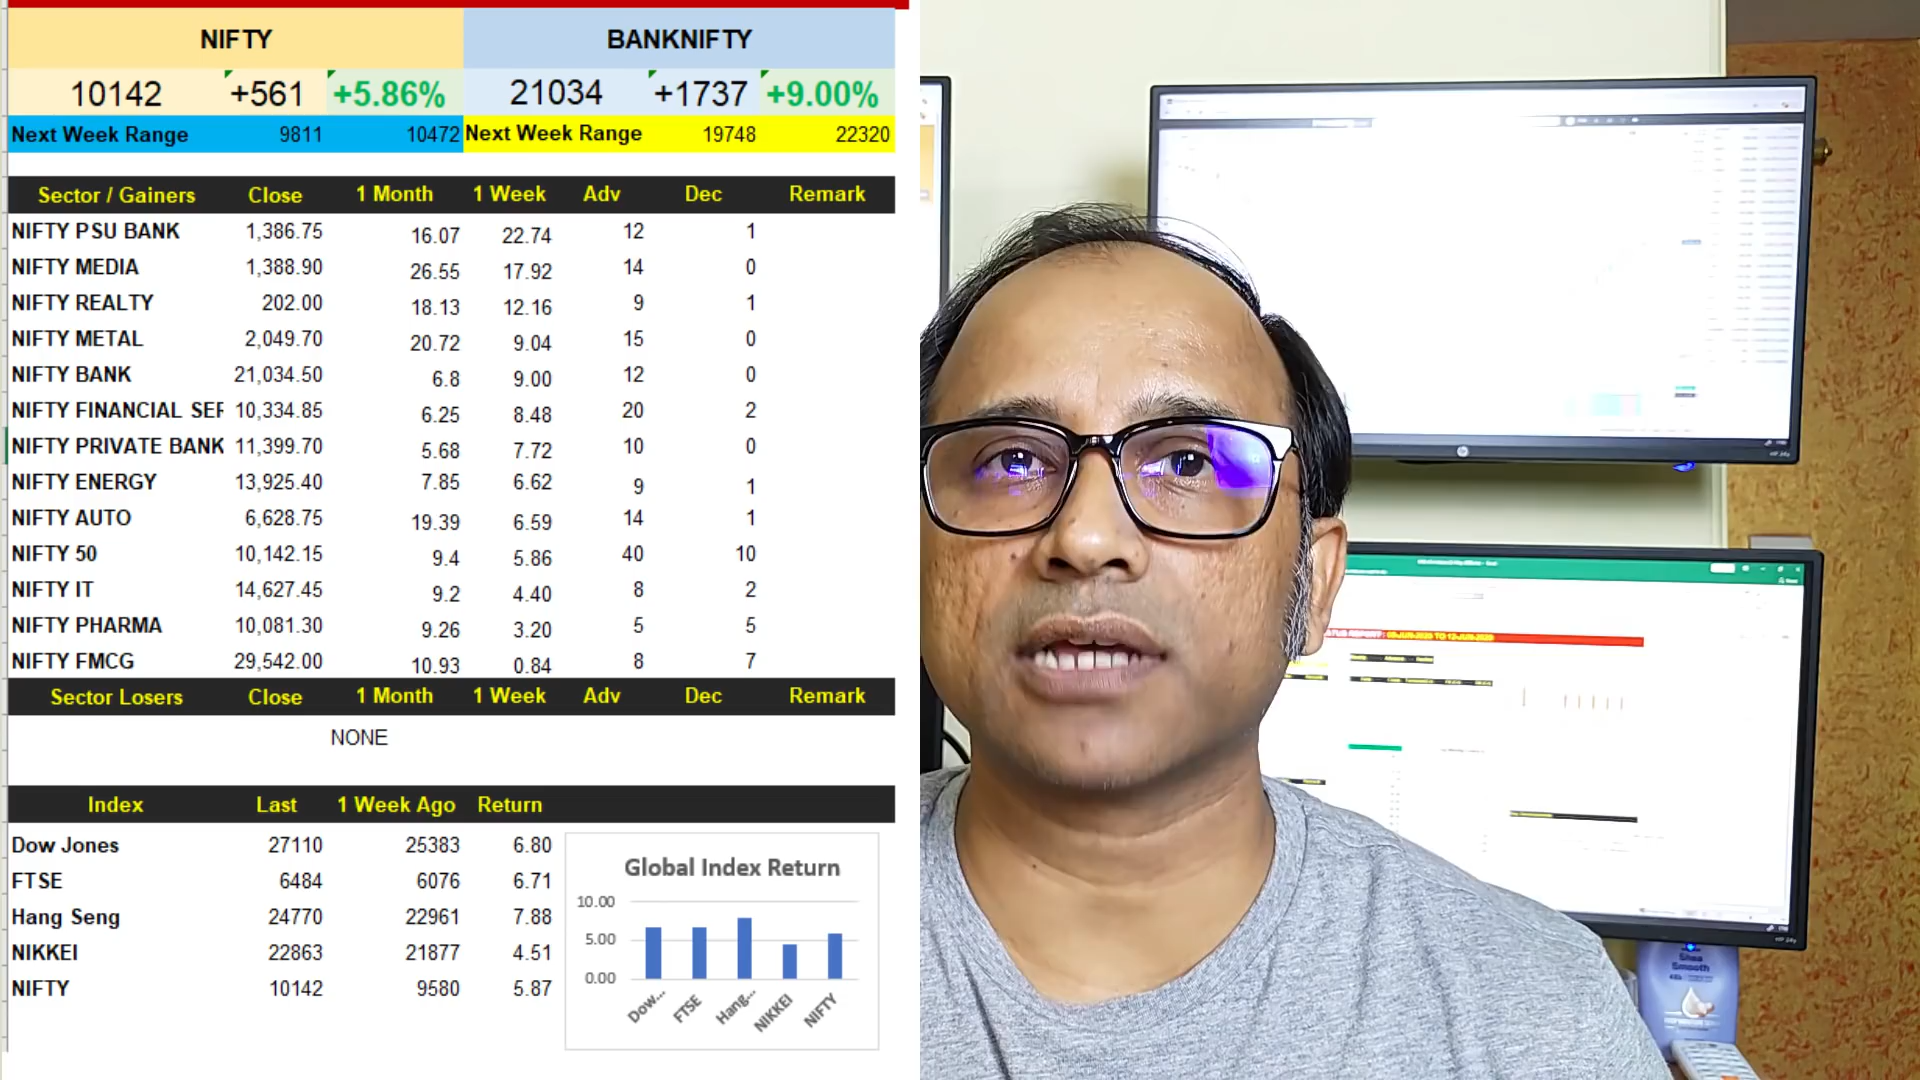 NIFTY BANKNIFTY
10142 +561 +5.86% 21034 +1737 +9.00%
Next Week Range 9811 10472 Next Week Range 19748 22320
Sector / Gainers Close 1 Month 1 Week Adv Dec Remark
NIFTY PSU BANK 1,386.75 16.07 22.74 12 1
NIFTY MEDIA 1,388.90 26.55 17.92 14 0
NIFTY REALTY 202.00 18.13 12.16 9 1
NIFTY METAL 2,049.70 20.72 9.04 15 0
NIFTY BANK 21,034.50 6.8 9.00 12 0
NIFTY FINANCIAL SER 10,334.85 6.25 8.48 20 2
NIFTY PRIVATE BANK 11,399.70 5.68 7.72 10 0
NIFTY ENERGY 13,925.40 7.85 6.62 9 1
NIFTY AUTO 6,628.75 19.39 6.59 14 1
NIFTY 50 10,142.15 9.4 5.86 40 10
NIFTY IT 14,627.45 9.2 4.40 8 2
NIFTY PHARMA 10,081.30 9.26 3.20 5 5
NIFTY FMCG 29,542.00 10.93 0.84 8 7
Sector Losers Close 1 Month 1 Week Adv Dec Remark
NONE
Index Last 1 Week Ago Return
Dow Jones 27110 25383 6.80
FTSE 6484 6076 6.71
Hang Seng 24770 22961 7.88
NIKKEI 22863 21877 4.51
NIFTY 10142 9580 5.87
Global Index Return
10.00
5.00
0.00
Dow... FTSE Hang... NIKKEI NIFTY
Shea
Smooth